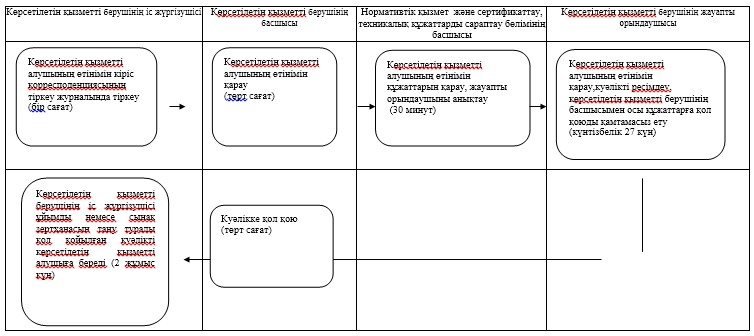 Көрсетілетін қызметті берушінің іс жүргізушісі
Көрсетілетін қызметті берушінің
басшысы
Нормативтік қызмет және сертификаттау,
техникалық құжаттарды сараптау бөлімінің
басшысы
Көрсетілетін қызметті берушінің жауапты
орындаушысы
Көрсетілетін қызметті
алушының өтінімін кіріс
корреспонденциясының
тіркеу журналында тіркеу
(бір сағат)
Көрсетілетін қызметті
алушының өтінімін
қарау
(төрт сағат)
Көрсетілетін қызметті
алушының өтінімін
құжаттарын қарау, жауапты
орындаушыны анықтау
(30 минут)
Көрсетілетін қызметті
алушының өтінімін
қарау,куәлікті ресімдеу,
көрсетілетін қызметті берушінің
басшысымен осы құжаттарға қол
қоюды қамтамасыз ету
(күнтізбелік 27 күн)
Көрсетілетін қызметті
берушінің іс жүргізушісі
ұйымды немесе сынақ
зертханасын тану туралы
қол қойылған куәлікті
көрсетілетін қызметті
алушыға береді (2 жұмыс
күн)
Куәлікке қол қою
(төрт сағат)